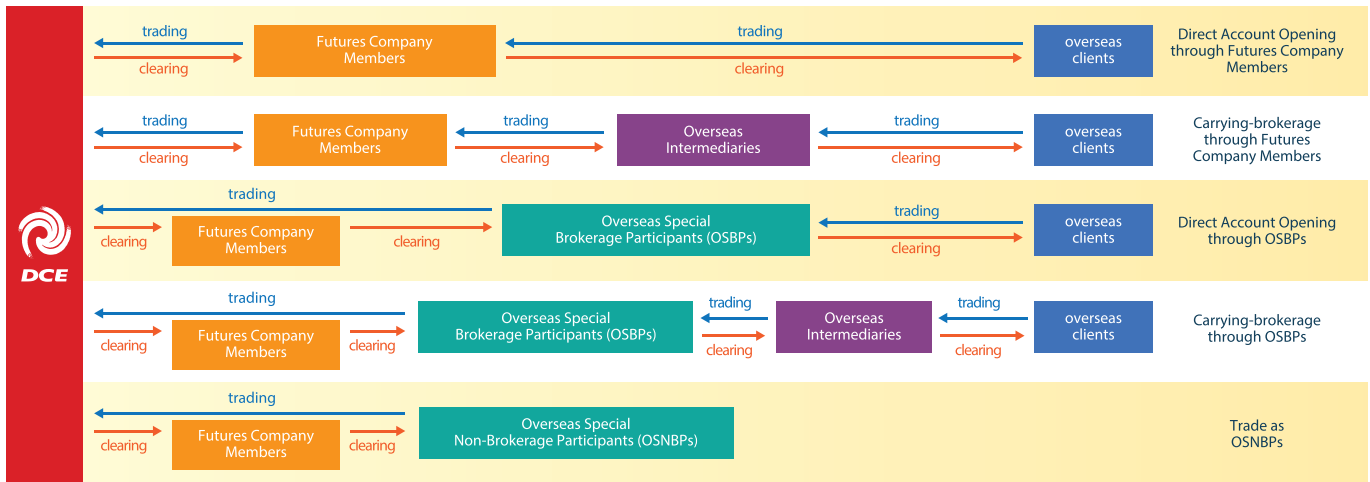 trading
Futures Company
Members
clearing
trading
clearing
overseas
clients
Direct Account Opening
through Futures Company
Members
trading
clearing
Futures Company
Members
trading
clearing
Overseas
Intermediaries
trading
clearing
overseas
clients
Carrying-brokerage
through Futures
Company Members
DCE
trading
clearing
Futures Company
Members
clearing
Overseas Special
Brokerage Participants (OSBPs)
trading
clearing
overseas
clients
Direct Account Opening
through OSBPs
trading
clearing
Futures Company
Members
clearing
Overseas Special
Brokerage Participants (OSBPs)
trading
clearing
Overseas
Intermediaries
trading
clearing
overseas
clients
Carrying-brokerage
through OSBPs
trading
clearing
Futures Company
Members
clearing
Overseas Special
Non-Brokerage Participants (OSNBPs)
Trade as
OSNBPs